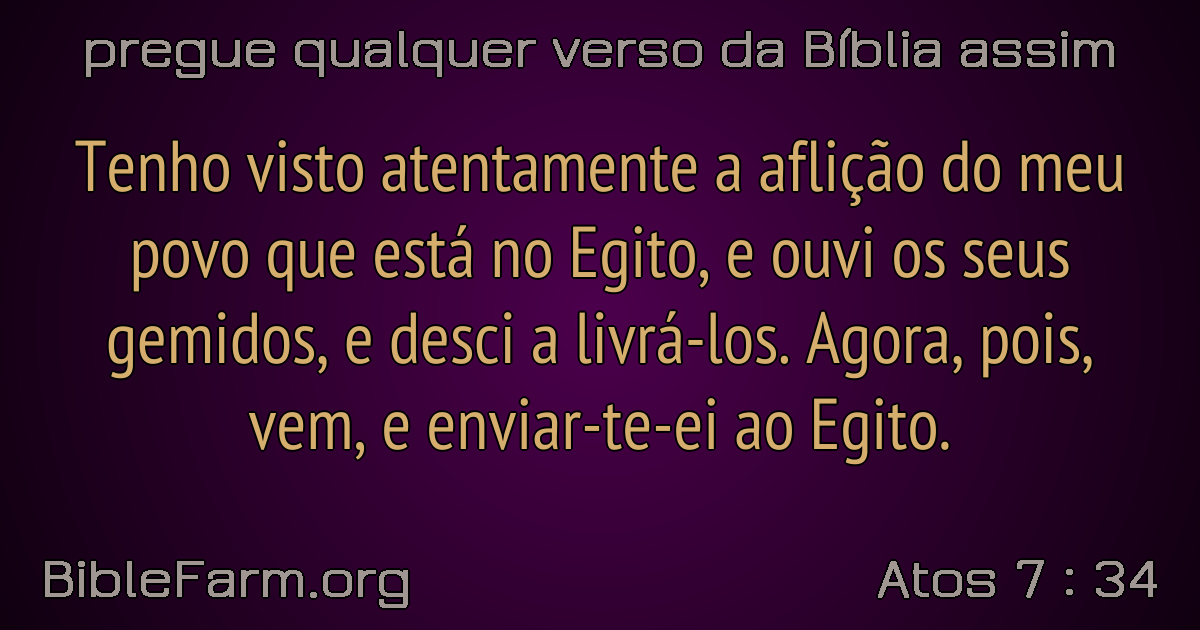 pregue qualquer verso da Bíblia assim
Tenho visto atentamente a aflição do meu
povo que está no Egito, e ouvi os seus
gemidos, e desci a livrá-los. Agora, pois,
vem, e enviar-te-ei ao Egito.
BibleFarm.org
Atos 7 : 34